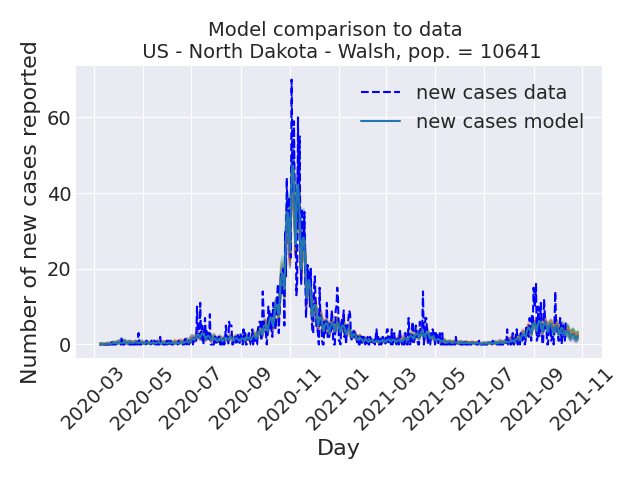 Model comparison to data
US - North Dakota - Walsh, pop. = 10641
Number of new cases reported
new cases data
new cases model
60
40
20
0
2020-03
2020-05
2020-07
2020-09
2020-11
2021-01
2021-03
2021-05
2021-07
2021-09
2021-11
Day